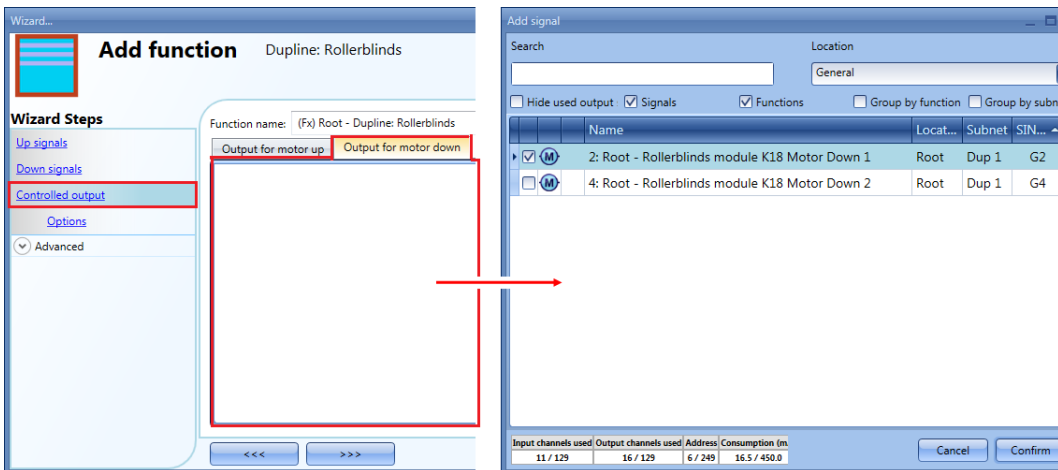 Wizard...
Add function Dupline: Rollerblinds
Wizard Steps
Up signals
Down signals
Controlled output
Options
Advanced
Function name: (Fx) Root - Dupline: Rollerblinds
Output for motor up Output for motor down
<<< >>>
Add signal
Search Location
General
Hide used output Signals Functions Group by function Group by subn
Name Locat... Subnet SIN...
M 2: Root - Rollerblinds module K18 Motor Down 1 Root Dup 1 G2
M 4: Root - Rollerblinds module K18 Motor Down 2 Root Dup 1 G4
Input channels used Output channels used Address Consumption (m
11 / 129 16 / 129 6 / 249 16.5 / 450.0
Cancel Confirm